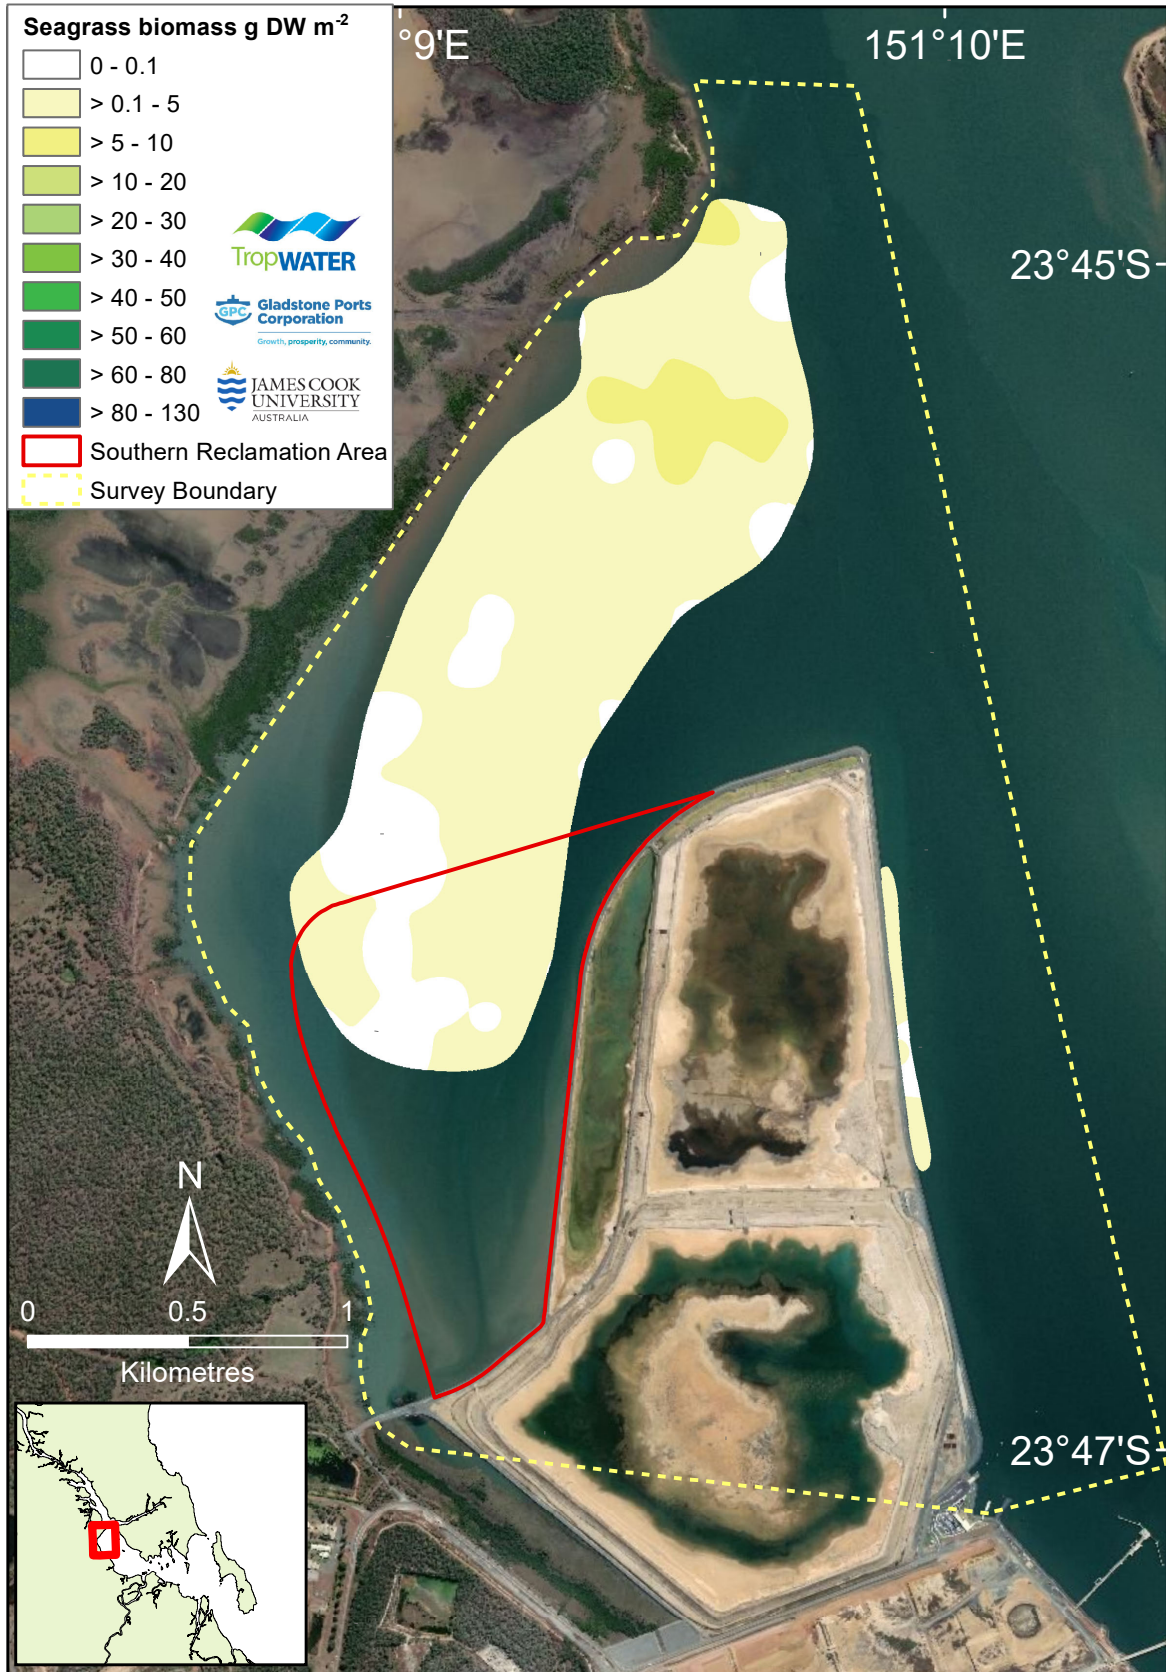 Seagrass biomass g DW m⁻²
0 - 0.1
> 0.1 - 5
> 5 - 10
> 10 - 20
> 20 - 30
> 30 - 40
> 40 - 50
> 50 - 60
> 60 - 80
> 80 - 130
Southern Reclamation Area
Survey Boundary
TropWATER
GPC
Gladstone Ports
Corporation
Growth, prosperity, community.
JAMES COOK
UNIVERSITY
AUSTRALIA
°9'E
151°10'E
23°45'S
N
0 0.5 1
Kilometres
23°47'S